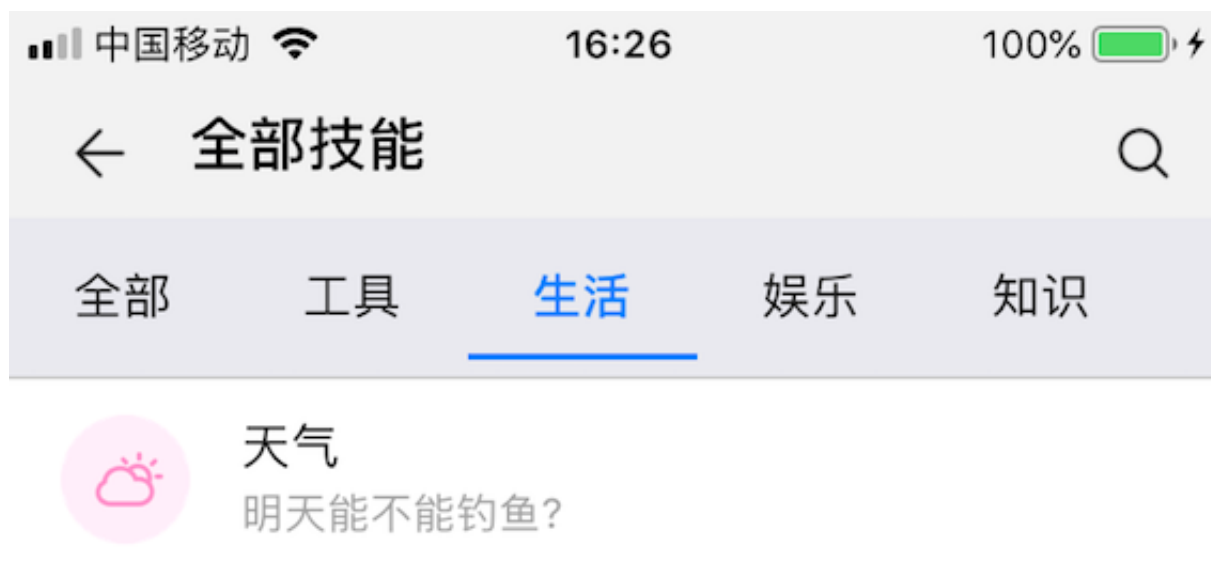 中国移动 16:26 100%
全部技能
全部 工具 生活 娱乐 知识
天气
明天能不能钓鱼?